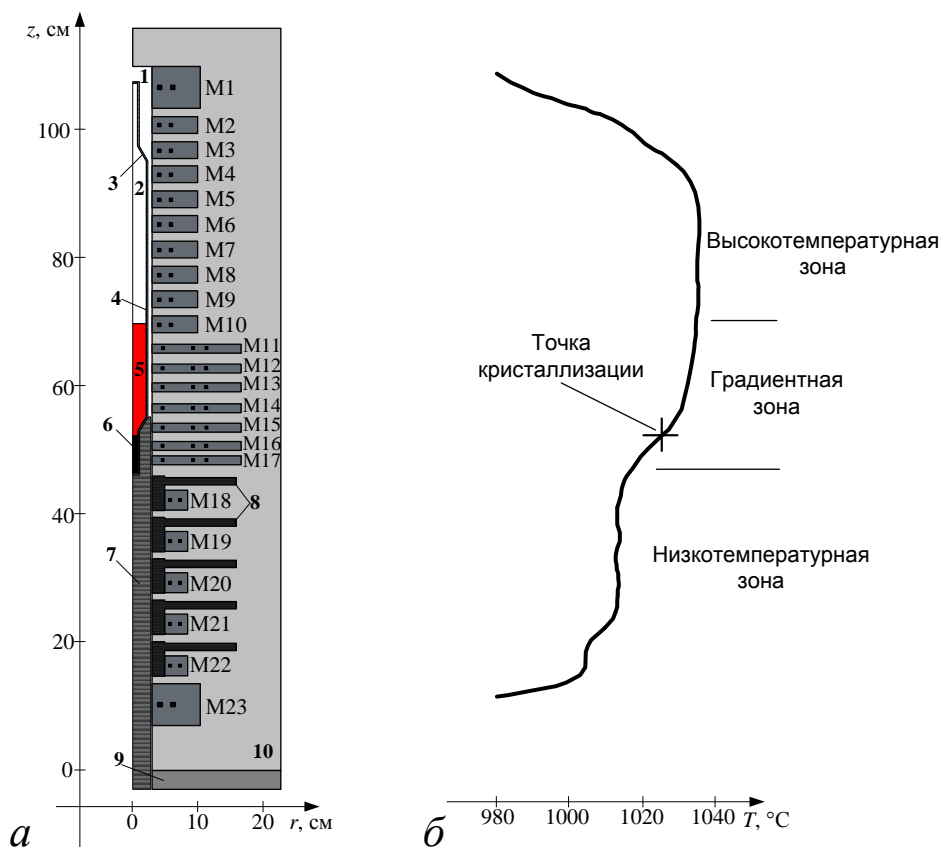 z, см
1
M1
M2
100
M3
3
2
M4
M5
M6
80
M7
M8
M9
4
M10
M11
5
M12
60
M13
M14
6
M15
M16
M17
M18
8
40
M19
7
M20
M21
20
M22
M23
9
10
0
0
10
20
r, см
а
Высокотемпературная
зона
Точка
кристаллизации
Градиентная
зона
Низкотемпературная
зона
980
1000
1020
1040
T, °C
б